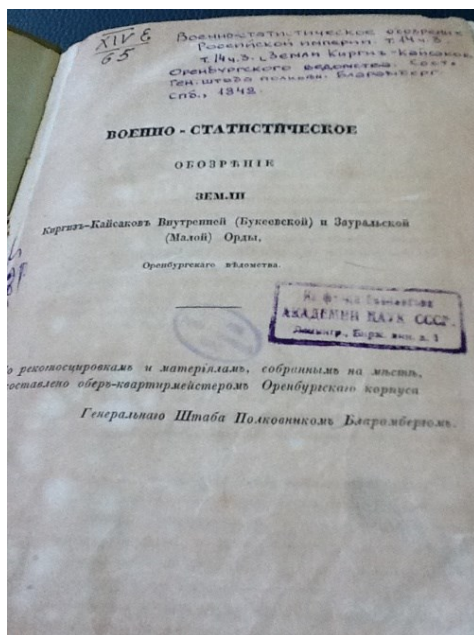 XIV E
65
Военно-статистическое обозрение
Российской империи. т. 14 ч. 3.
т. 14 ч. 3. Земли Киргиз-Кайсаков
Оренбургского ведомства. Сост.
Ген. штаба полковн. Бларамберг
СПб., 1848.
ВОЕННО-СТАТИСТИЧЕСКОЕ
ОБОЗРѢНІЕ
ЗЕМЛИ
Киргизъ-Кайсаковъ Внутренней (Букеевской) и Зауральской
(Малой) Орды,
Оренбургскаго вѣдомства.
АКАДЕМИИ НАУК СССР.
рекогносцировкамъ и матеріяламъ, собраннымъ на мѣстѣ,
оставлено оберъ-квартирмейстеромъ Оренбургскаго корпуса
Генеральнаго Штаба Полковникомъ Бларамбергомъ.